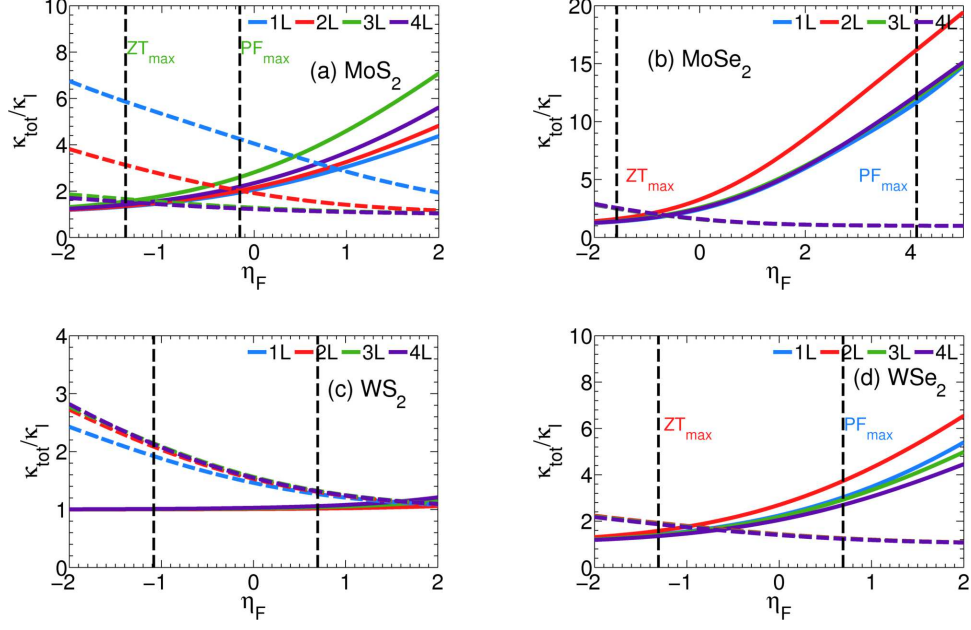 10
8
6
4
2
0
κtot/κl
1L 2L 3L 4L
ZTmax
PFmax
(a) MoS2
-2 -1 0 1 2
ηF
20
15
10
5
0
κtot/κl
1L 2L 3L 4L
(b) MoSe2
ZTmax
PFmax
-2 0 2 4
ηF
4
3
2
1
0
κtot/κl
1L 2L 3L 4L
(c) WS2
-2 -1 0 1 2
ηF
10
8
6
4
2
0
κtot/κl
1L 2L 3L 4L
(d) WSe2
ZTmax
PFmax
-2 -1 0 1 2
ηF